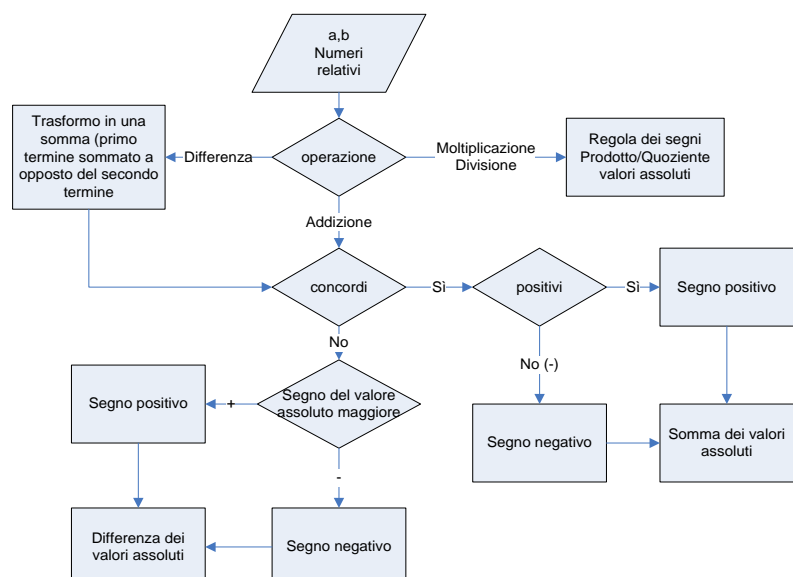 a,b
Numeri
relativi
Trasformo in una
somma (primo
termine sommato a
opposto del secondo
termine
Differenza
operazione
Moltiplicazione
Divisione
Regola dei segni
Prodotto/Quoziente
valori assoluti
Addizione
concordi
Sì
positivi
Sì
Segno positivo
No
No (-)
Segno positivo
+
Segno del valore
assoluto maggiore
Segno negativo
Somma dei valori
assoluti
-
Differenza dei
valori assoluti
Segno negativo